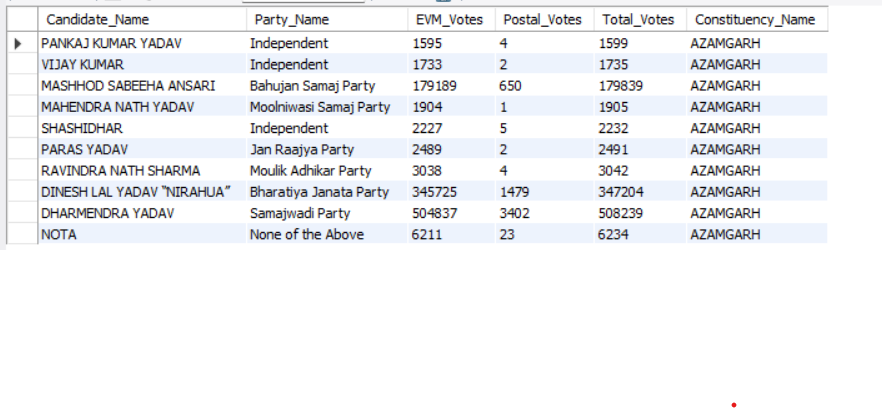 Candidate_Name Party_Name EVM_Votes Postal_Votes Total_Votes Constituency_Name
PANKAJ KUMAR YADAV Independent 1595 4 1599 AZAMGARH
VIJAY KUMAR Independent 1733 2 1735 AZAMGARH
MASHHOD SABEEHA ANSARI Bahujan Samaj Party 179189 650 179839 AZAMGARH
MAHENDRA NATH YADAV Moolniwasi Samaj Party 1904 1 1905 AZAMGARH
SHASHIDHAR Independent 2227 5 2232 AZAMGARH
PARAS YADAV Jan Raajya Party 2489 2 2491 AZAMGARH
RAVINDRA NATH SHARMA Moulik Adhikar Party 3038 4 3042 AZAMGARH
DINESH LAL YADAV “NIRAHUA” Bharatiya Janata Party 345725 1479 347204 AZAMGARH
DHARMENDRA YADAV Samajwadi Party 504837 3402 508239 AZAMGARH
NOTA None of the Above 6211 23 6234 AZAMGARH